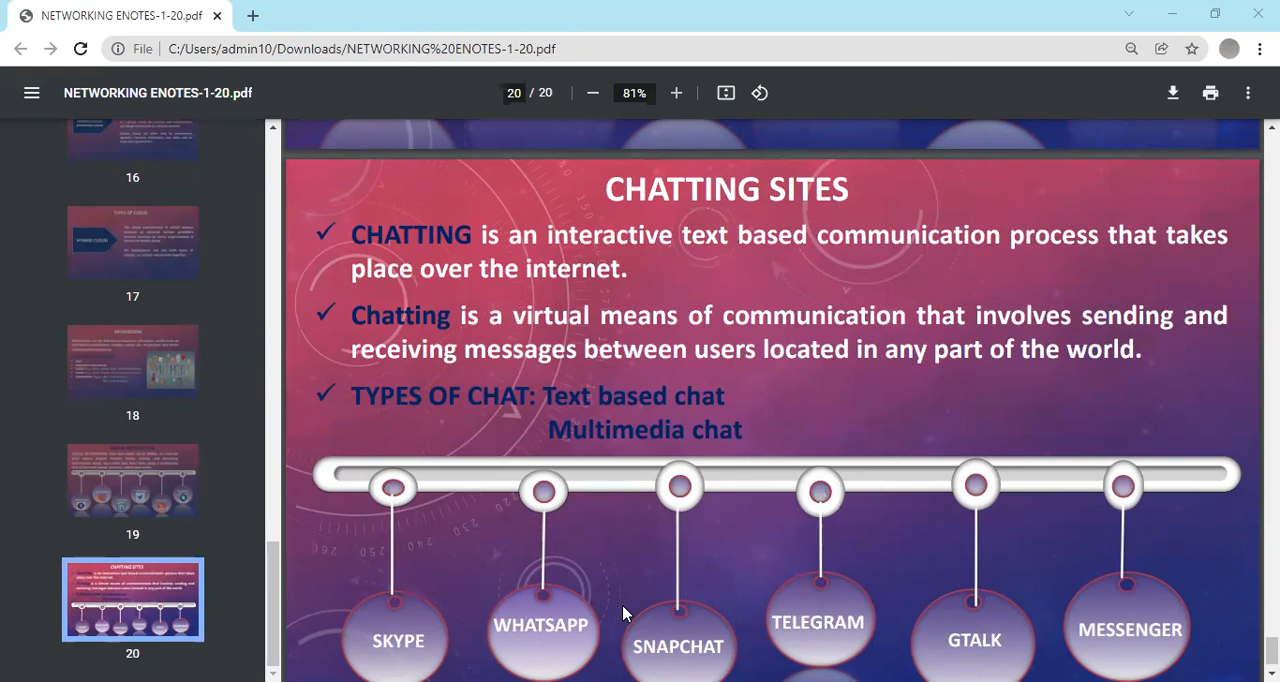 NETWORKING ENOTES-1-20.pdf
File
C:/Users/admin10/Downloads/NETWORKING%20ENOTES-1-20.pdf
NETWORKING ENOTES-1-20.pdf
20 / 20
81%
16
17
18
19
20
CHATTING SITES
CHATTING is an interactive text based communication process that takes
place over the internet.
Chatting is a virtual means of communication that involves sending and
receiving messages between users located in any part of the world.
TYPES OF CHAT: Text based chat
Multimedia chat
SKYPE
WHATSAPP
SNAPCHAT
TELEGRAM
GTALK
MESSENGER